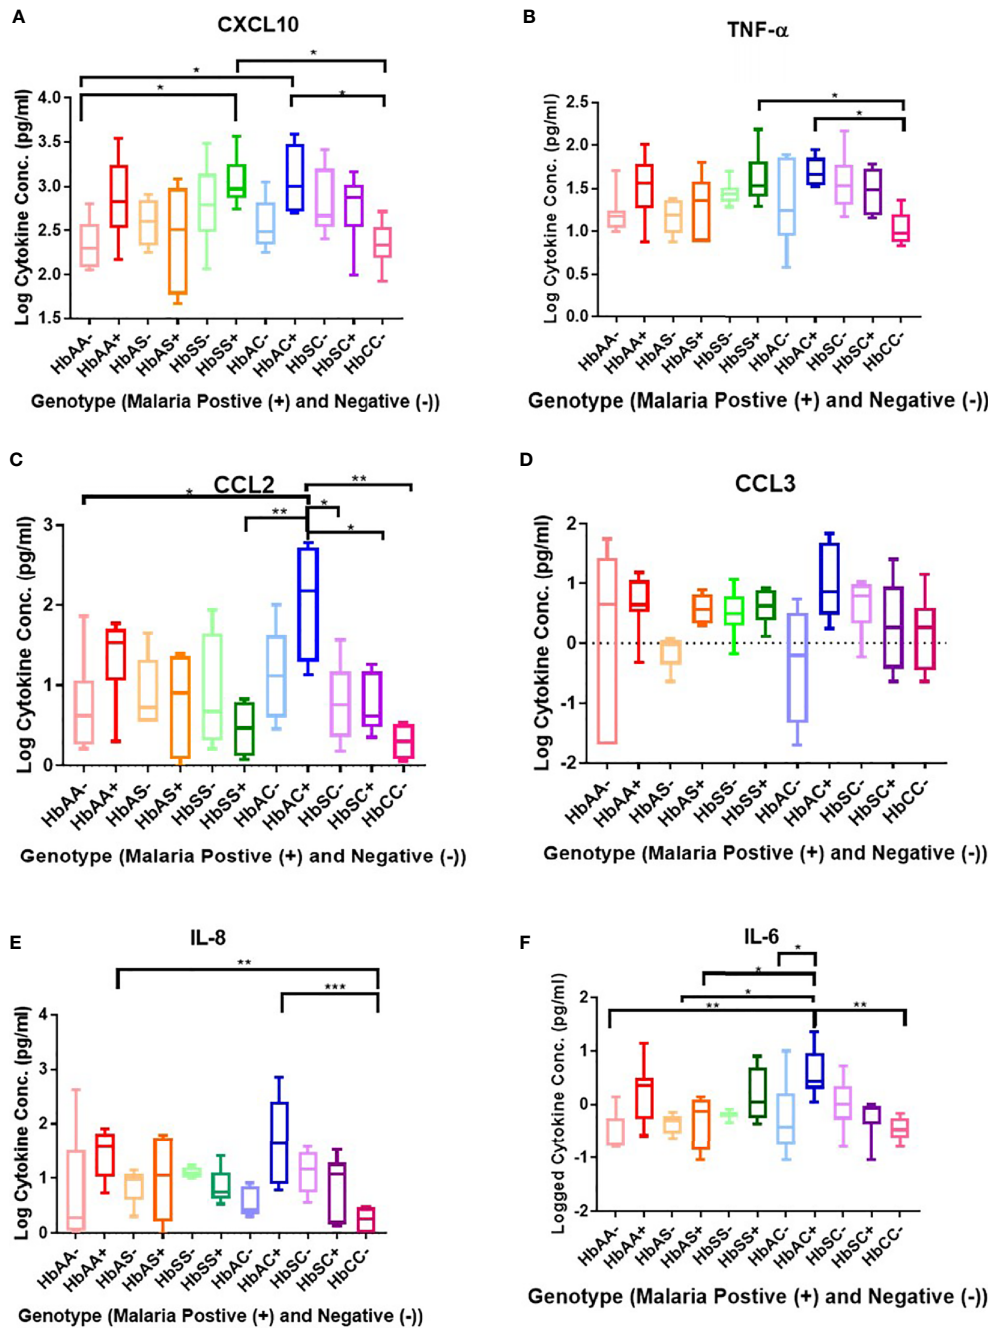 A
CXCL10
*
*
*
*
Log Cytokine Conc. (pg/ml)
4.0
3.5
3.0
2.5
2.0
1.5
HbAA-
HbAA+
HbAS-
HbAS+
HbSS-
HbSS+
HbAC-
HbAC+
HbSC-
HbSC+
HbCC-
Genotype (Malaria Postive (+) and Negative (-))
B
TNF-α
*
*
Log Cytokine Conc. (pg/ml)
2.5
2.0
1.5
1.0
0.5
0.0
HbAA-
HbAA+
HbAS-
HbAS+
HbSS-
HbSS+
HbAC-
HbAC+
HbSC-
HbSC+
HbCC-
Genotype (Malaria Postive (+) and Negative (-))
C
CCL2
**
*
*
**
*
Log Cytokine Conc. (pg/ml)
3
2
1
0
HbAA-
HbAA+
HbAS-
HbAS+
HbSS-
HbSS+
HbAC-
HbAC+
HbSC-
HbSC+
HbCC-
Genotype (Malaria Postive (+) and Negative (-))
D
CCL3
Log Cytokine Conc. (pg/ml)
2
1
0
-1
-2
HbAA-
HbAA+
HbAS-
HbAS+
HbSS-
HbSS+
HbAC-
HbAC+
HbSC-
HbSC+
HbCC-
Genotype (Malaria Postive (+) and Negative (-))
E
IL-8
**
***
Log Cytokine Conc. (pg/ml)
4
3
2
1
0
HbAA-
HbAA+
HbAS-
HbAS+
HbSS-
HbSS+
HbAC-
HbAC+
HbSC-
HbSC+
HbCC-
Genotype (Malaria Postive (+) and Negative (-))
F
IL-6
*
*
*
**
**
Logged Cytokine Conc. (pg/ml)
2
1
0
-1
-2
HbAA-
HbAA+
HbAS-
HbAS+
HbSS-
HbSS+
HbAC-
HbAC+
HbSC-
HbSC+
HbCC-
Genotype (Malaria Postive (+) and Negative (-))